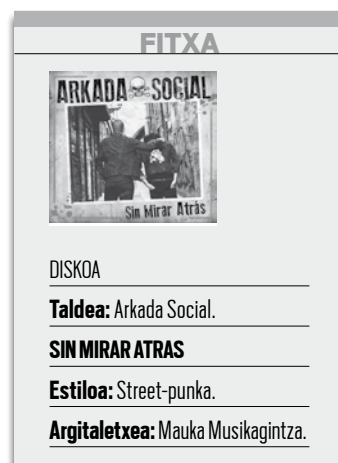 FITXA
ARKADA SOCIAL
Sin Mirar Atrás
DISKOA
Taldea: Arkada Social.
SIN MIRAR ATRAS
Estiloa: Street-punka.
Argitaletxea: Mauka Musikagintza.